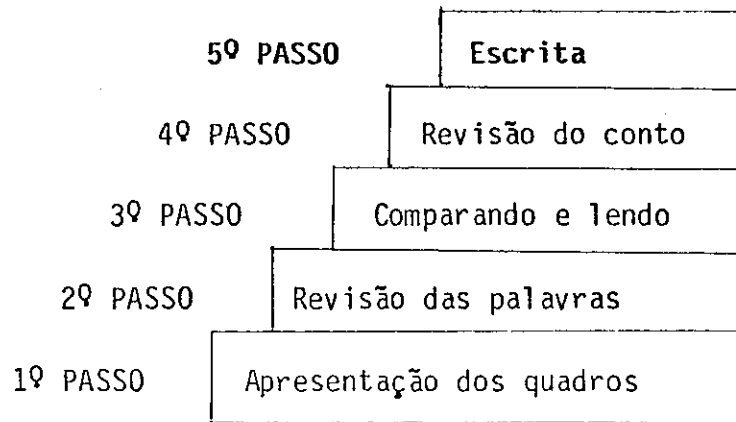 5º PASSO Escrita
4º PASSO Revisão do conto
3º PASSO Comparando e lendo
2º PASSO Revisão das palavras
1º PASSO Apresentação dos quadros